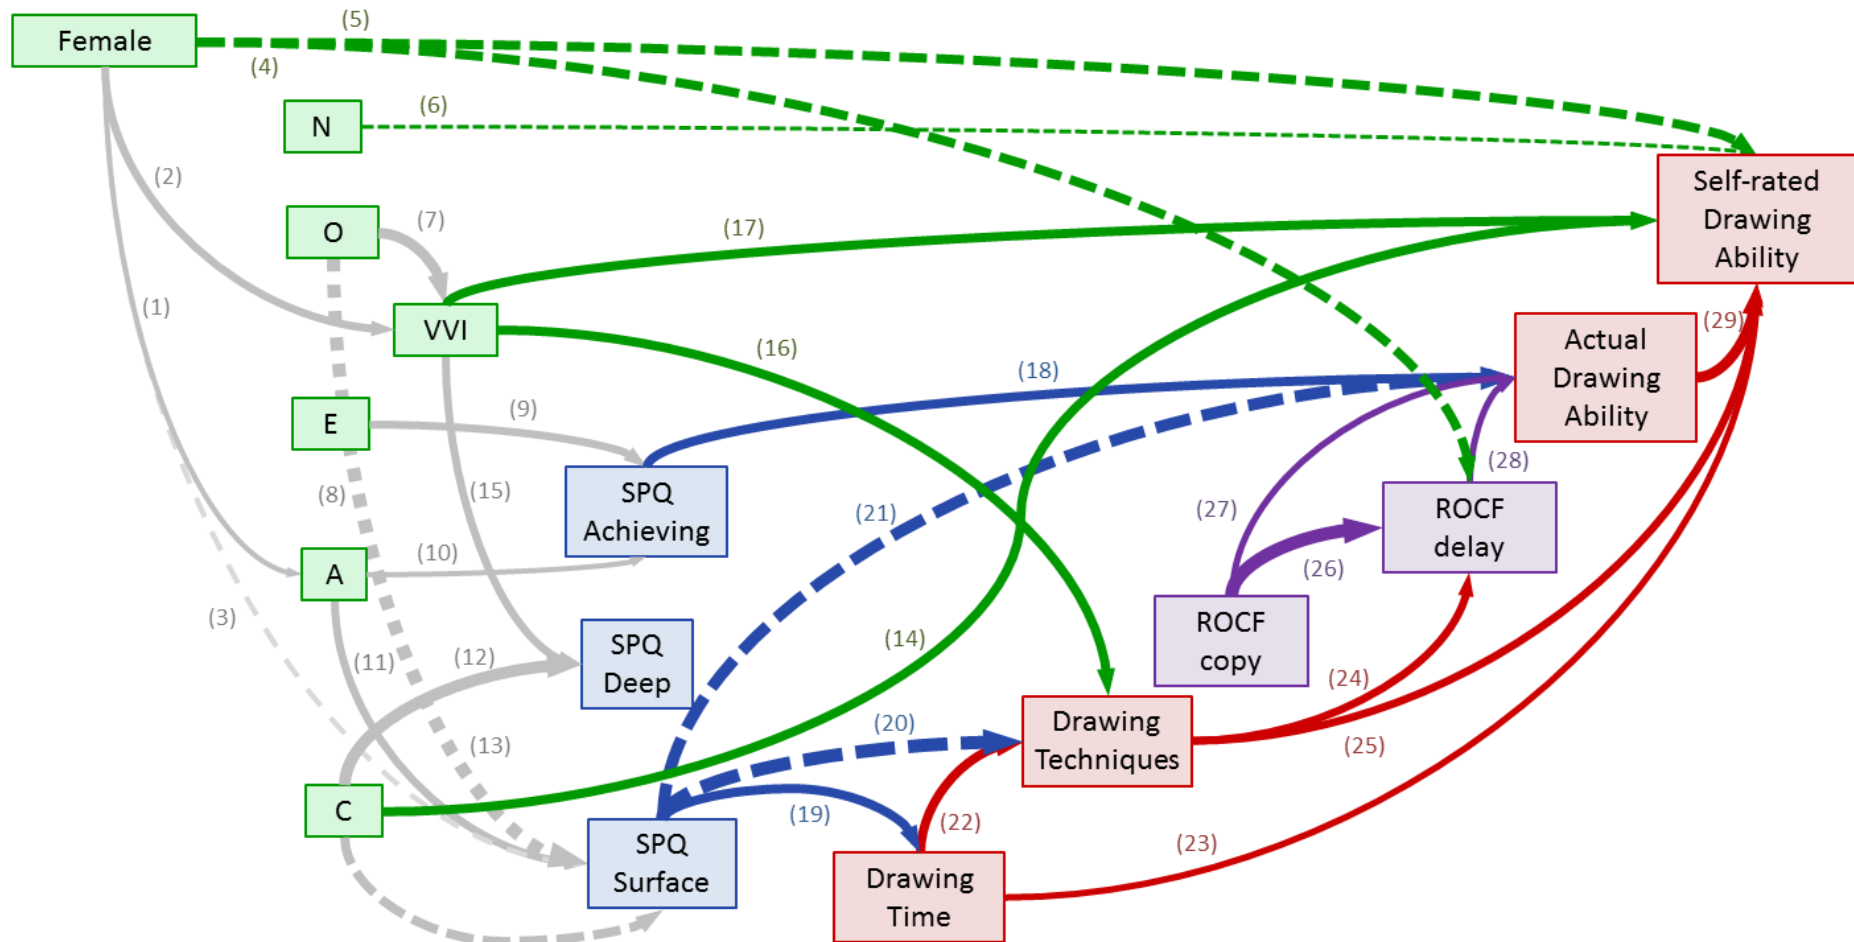 (5)
Female
(4)
(6)
N
(2)
Self-rated
Drawing
Ability
O
(7)
(17)
(1)
VVI
(16)
(29)
Actual
Drawing
Ability
(18)
E
(9)
(8)
(15)
SPQ
Achieving
(21)
(27)
(28)
ROCF
delay
(10)
A
(26)
(3)
(11)
(12)
SPQ
Deep
(14)
ROCF
copy
(24)
(13)
(20)
Drawing
Techniques
(25)
C
(19)
(22)
(23)
SPQ
Surface
Drawing
Time